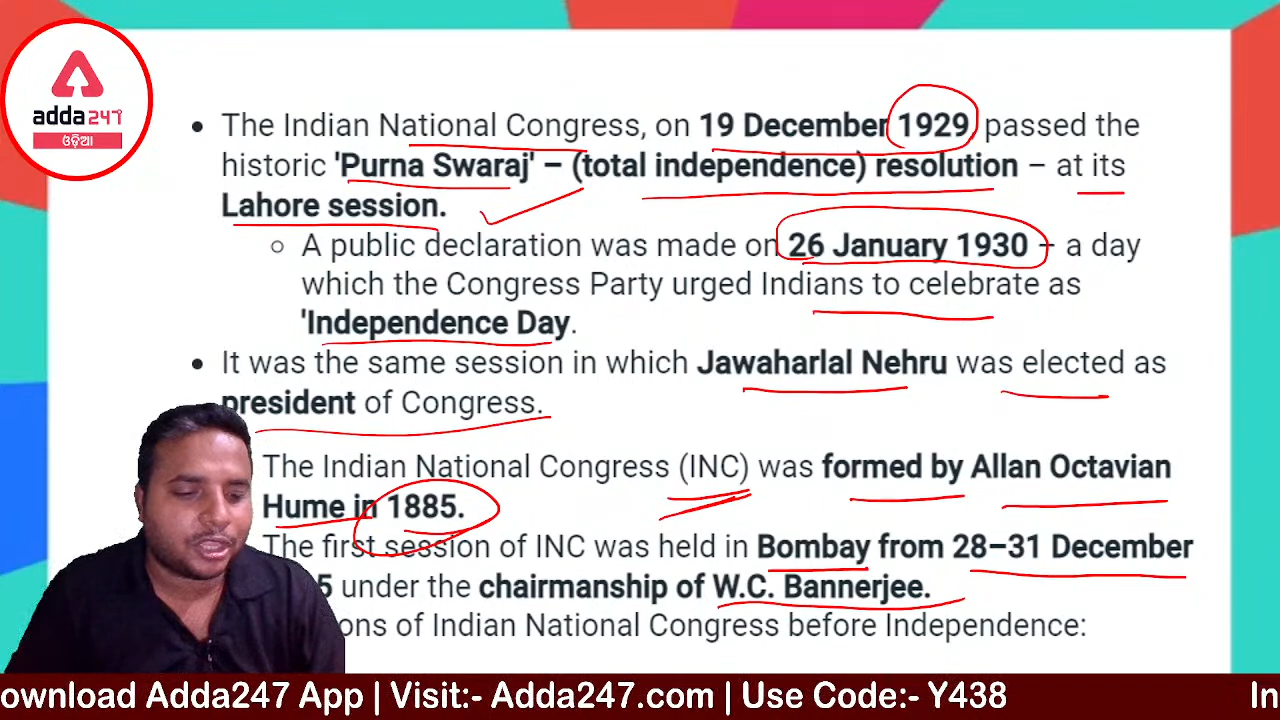 adda247
ଓଡ଼ିଆ
The Indian National Congress, on 19 December 1929 passed the
historic 'Purna Swaraj' – (total independence) resolution – at its
Lahore session.
A public declaration was made on 26 January 1930 – a day
which the Congress Party urged Indians to celebrate as
'Independence Day.
It was the same session in which Jawaharlal Nehru was elected as
president of Congress.
The Indian National Congress (INC) was formed by Allan Octavian
Hume in 1885.
The first session of INC was held in Bombay from 28–31 December
5 under the chairmanship of W.C. Bannerjee.
ons of Indian National Congress before Independence:
ownload Adda247 App | Visit:- Adda247.com | Use Code:- Y438 In